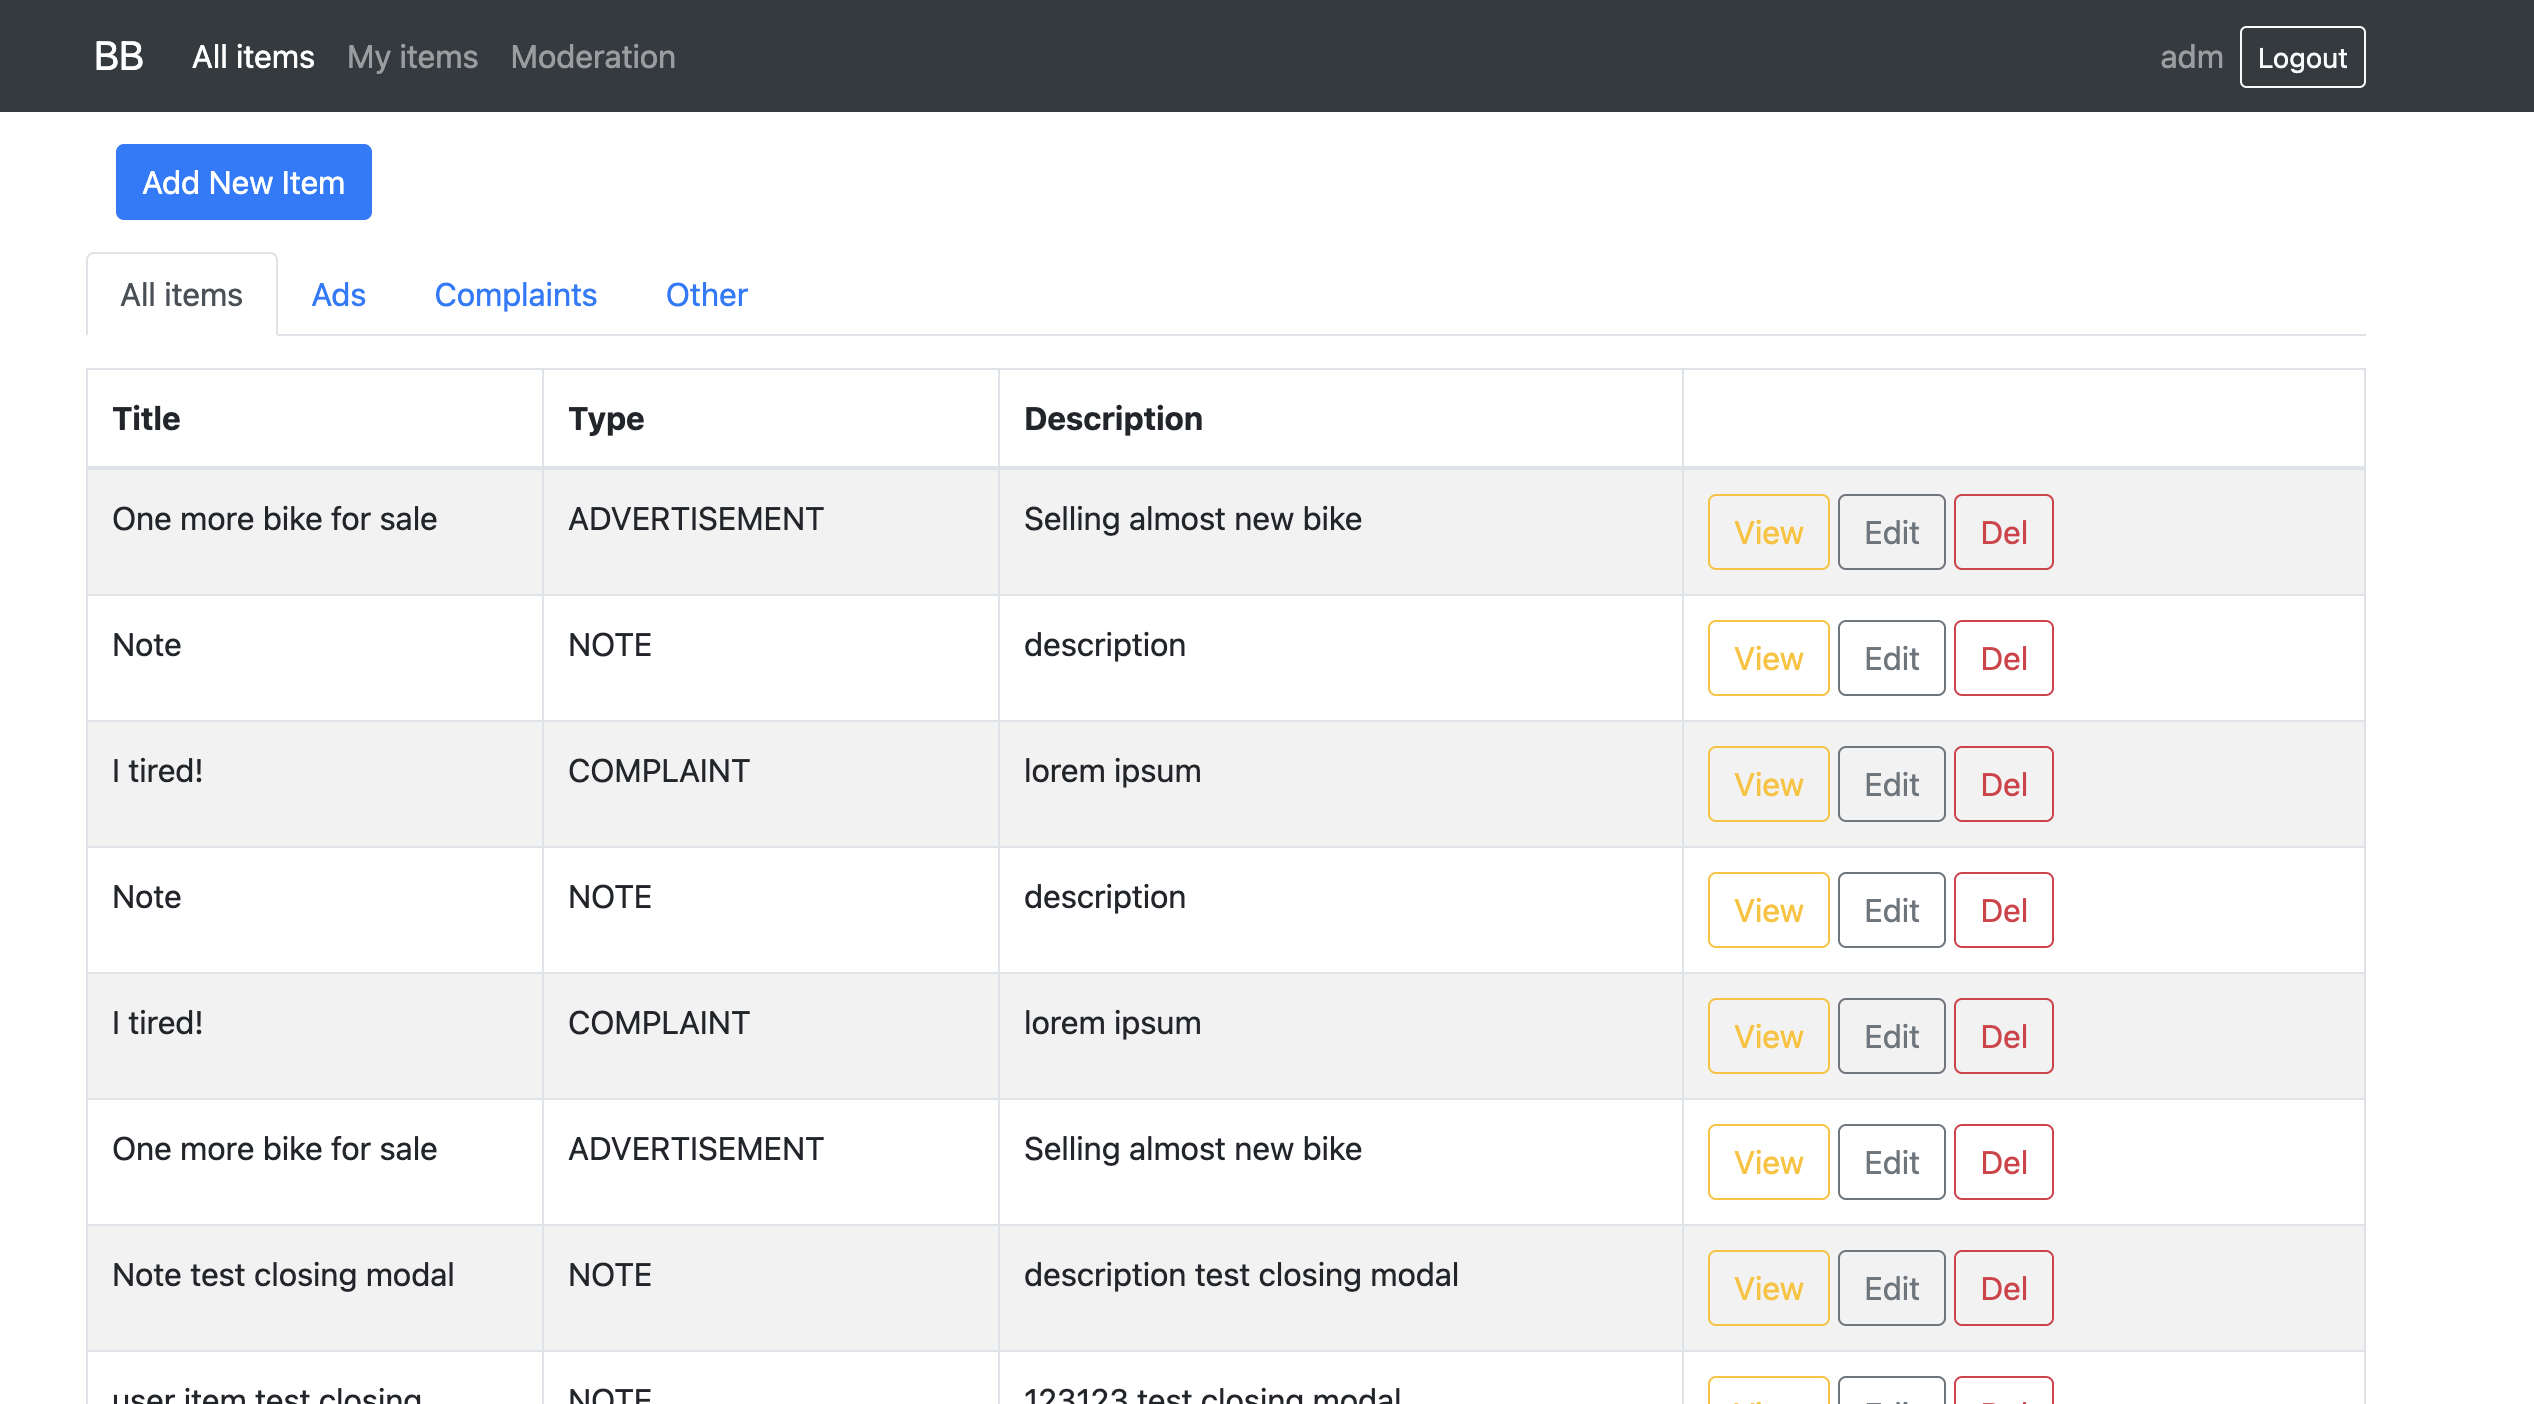 BB All items My items Moderation adm Logout
Add New Item
All items Ads Complaints Other
Title Type Description
One more bike for sale ADVERTISEMENT Selling almost new bike View Edit Del
Note NOTE description View Edit Del
I tired! COMPLAINT lorem ipsum View Edit Del
Note NOTE description View Edit Del
I tired! COMPLAINT lorem ipsum View Edit Del
One more bike for sale ADVERTISEMENT Selling almost new bike View Edit Del
Note test closing modal NOTE description test closing modal View Edit Del
user item test closing NOTE 123123 test closing modal